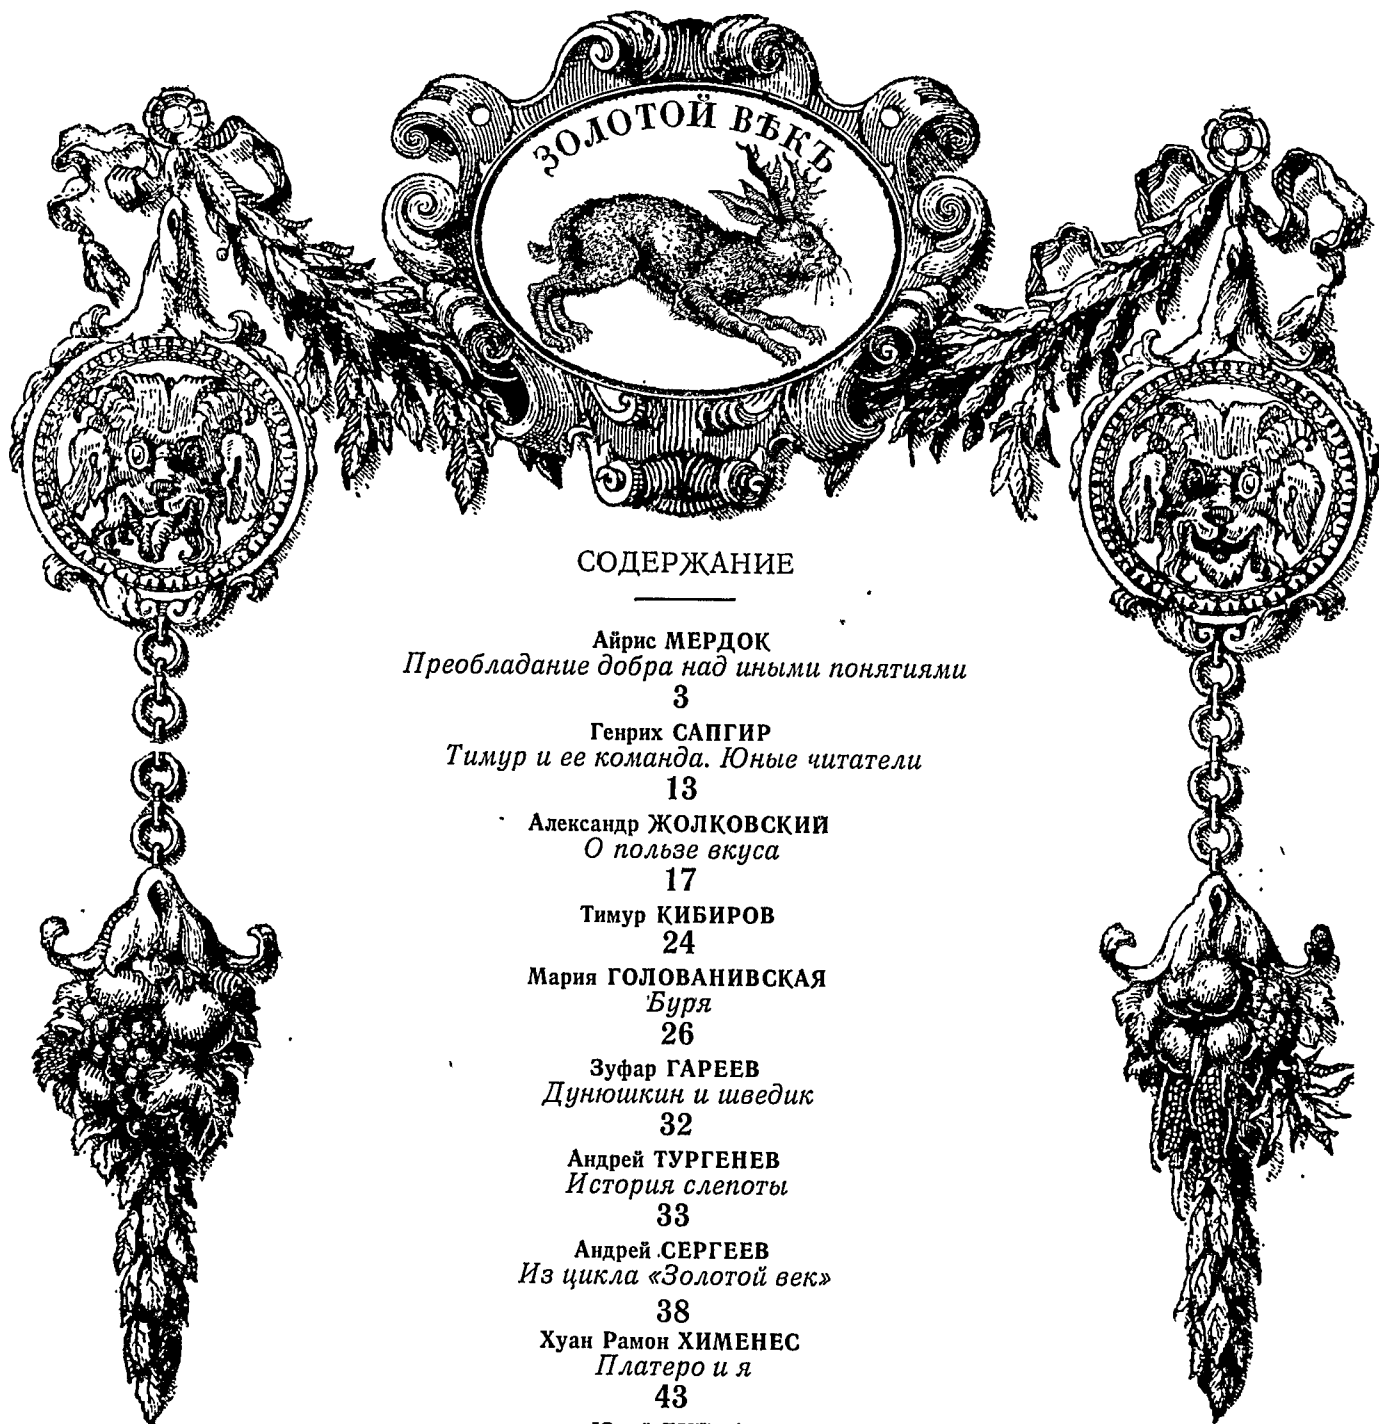 ЗОЛОТОЙ ВѢКЪ
СОДЕРЖАНИЕ
Айрис МЕРДОК
Преобладание добра над иными понятиями
3
Генрих САПГИР
Тимур и ее команда. Юные читатели
13
Александр ЖОЛКОВСКИЙ
О пользе вкуса
17
Тимур КИБИРОВ
24
Мария ГОЛОВАНИВСКАЯ
Буря
26
Зуфар ГАРЕЕВ
Дунюшкин и шведик
32
Андрей ТУРГЕНЕВ
История слепоты
33
Андрей СЕРГЕЕВ
Из цикла «Золотой век»
38
Хуан Рамон ХИМЕНЕС
Платеро и я
43